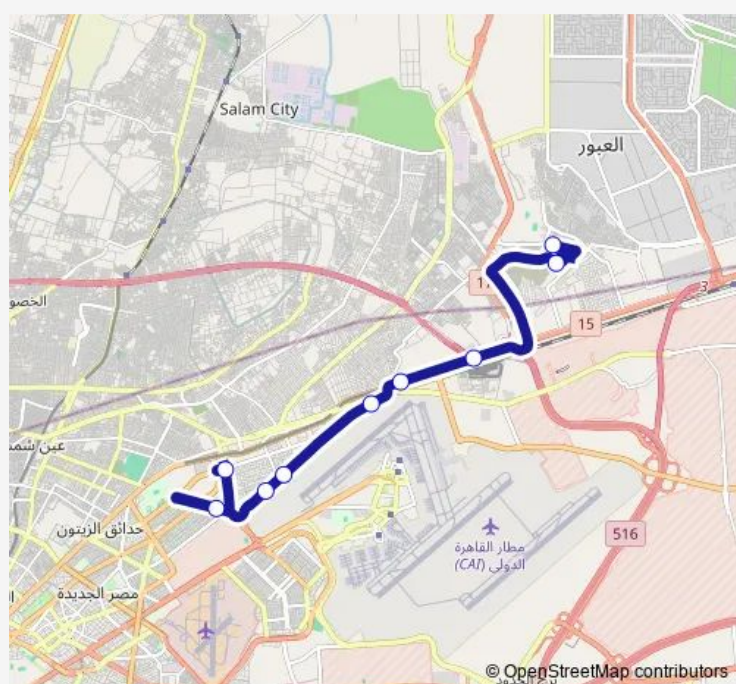 Salam City
العبور
17
3
15
الخصو
عين شمس
حدائق الزيتون
516
مطار القاهرة
الدولي (CAI)
مصر الجديدة
© OpenStreetMap contributors